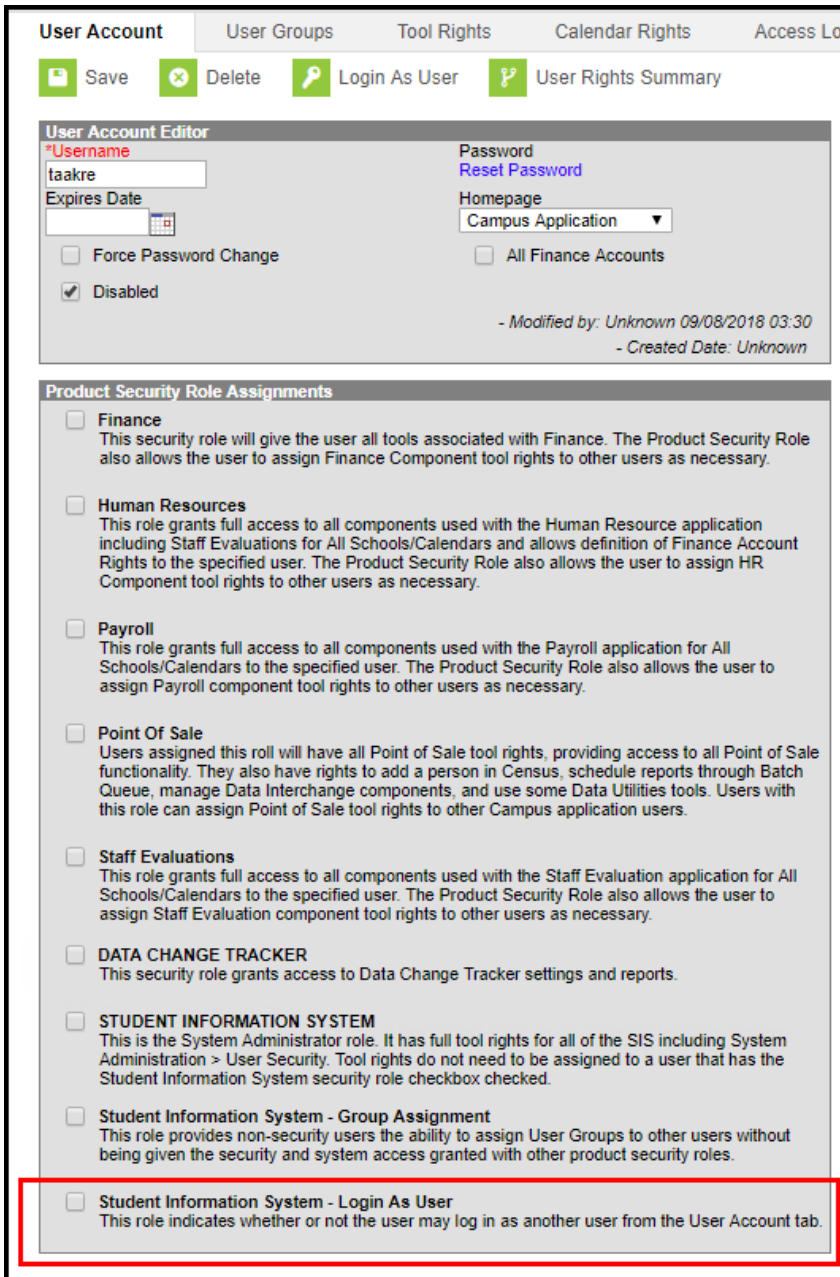 User Account User Groups Tool Rights Calendar Rights Access Lo
Save Delete Login As User User Rights Summary
User Account Editor
*Username Password
taakre Reset Password
Expires Date Homepage
Campus Application
Force Password Change All Finance Accounts
Disabled
- Modified by: Unknown 09/08/2018 03:30
- Created Date: Unknown
Product Security Role Assignments
Finance
This security role will give the user all tools associated with Finance. The Product Security Role
also allows the user to assign Finance Component tool rights to other users as necessary.
Human Resources
This role grants full access to all components used with the Human Resource application
including Staff Evaluations for All Schools/Calendars and allows definition of Finance Account
Rights to the specified user. The Product Security Role also allows the user to assign HR
Component tool rights to other users as necessary.
Payroll
This role grants full access to all components used with the Payroll application for All
Schools/Calendars to the specified user. The Product Security Role also allows the user to
assign Payroll component tool rights to other users as necessary.
Point Of Sale
Users assigned this roll will have all Point of Sale tool rights, providing access to all Point of Sale
functionality. They also have rights to add a person in Census, schedule reports through Batch
Queue, manage Data Interchange components, and use some Data Utilities tools. Users with
this role can assign Point of Sale tool rights to other Campus application users.
Staff Evaluations
This role grants full access to all components used with the Staff Evaluation application for All
Schools/Calendars to the specified user. The Product Security Role also allows the user to
assign Staff Evaluation component tool rights to other users as necessary.
DATA CHANGE TRACKER
This security role grants access to Data Change Tracker settings and reports.
STUDENT INFORMATION SYSTEM
This is the System Administrator role. It has full tool rights for all of the SIS including System
Administration > User Security. Tool rights do not need to be assigned to a user that has the
Student Information System security role checkbox checked.
Student Information System - Group Assignment
This role provides non-security users the ability to assign User Groups to other users without
being given the security and system access granted with other product security roles.
Student Information System - Login As User
This role indicates whether or not the user may log in as another user from the User Account tab.